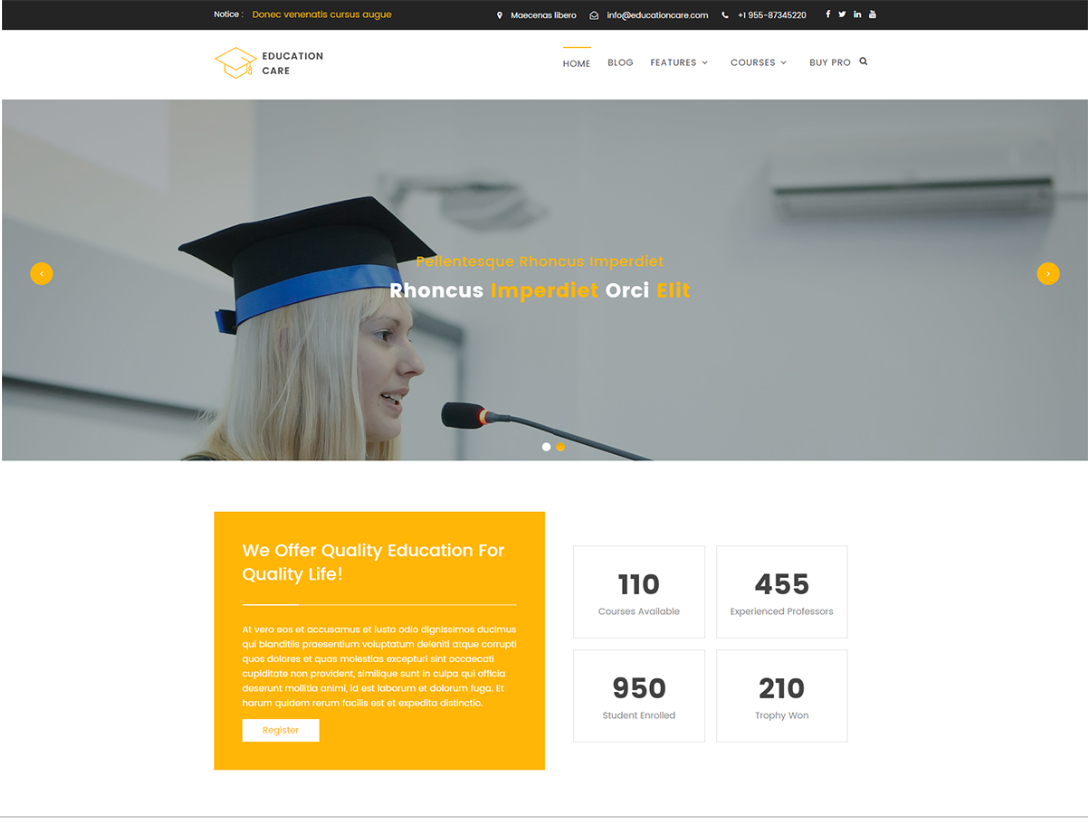 Notice : Donec venenatis cursus augue Maecenas libero info@educationcare.com +1 955-87345220
EDUCATION
CARE
HOME BLOG FEATURES COURSES BUY PRO
Pellentesque Rhoncus Imperdiet
Rhoncus Imperdiet Orci Elit
We Offer Quality Education For
Quality Life!
At vero eos et accusamus et iusto odio dignissimos ducimus
qui blanditiis praesentium voluptatum deleniti atque corrupti
quos dolores et quas molestias excepturi sint occaecati
cupiditate non provident, similique sunt in culpa qui officia
deserunt mollitia animi, id est laborum et dolorum fuga. Et
harum quidem rerum facilis est et expedita distinctio.
Register
110
Courses Available
455
Experienced Professors
950
Student Enrolled
210
Trophy Won